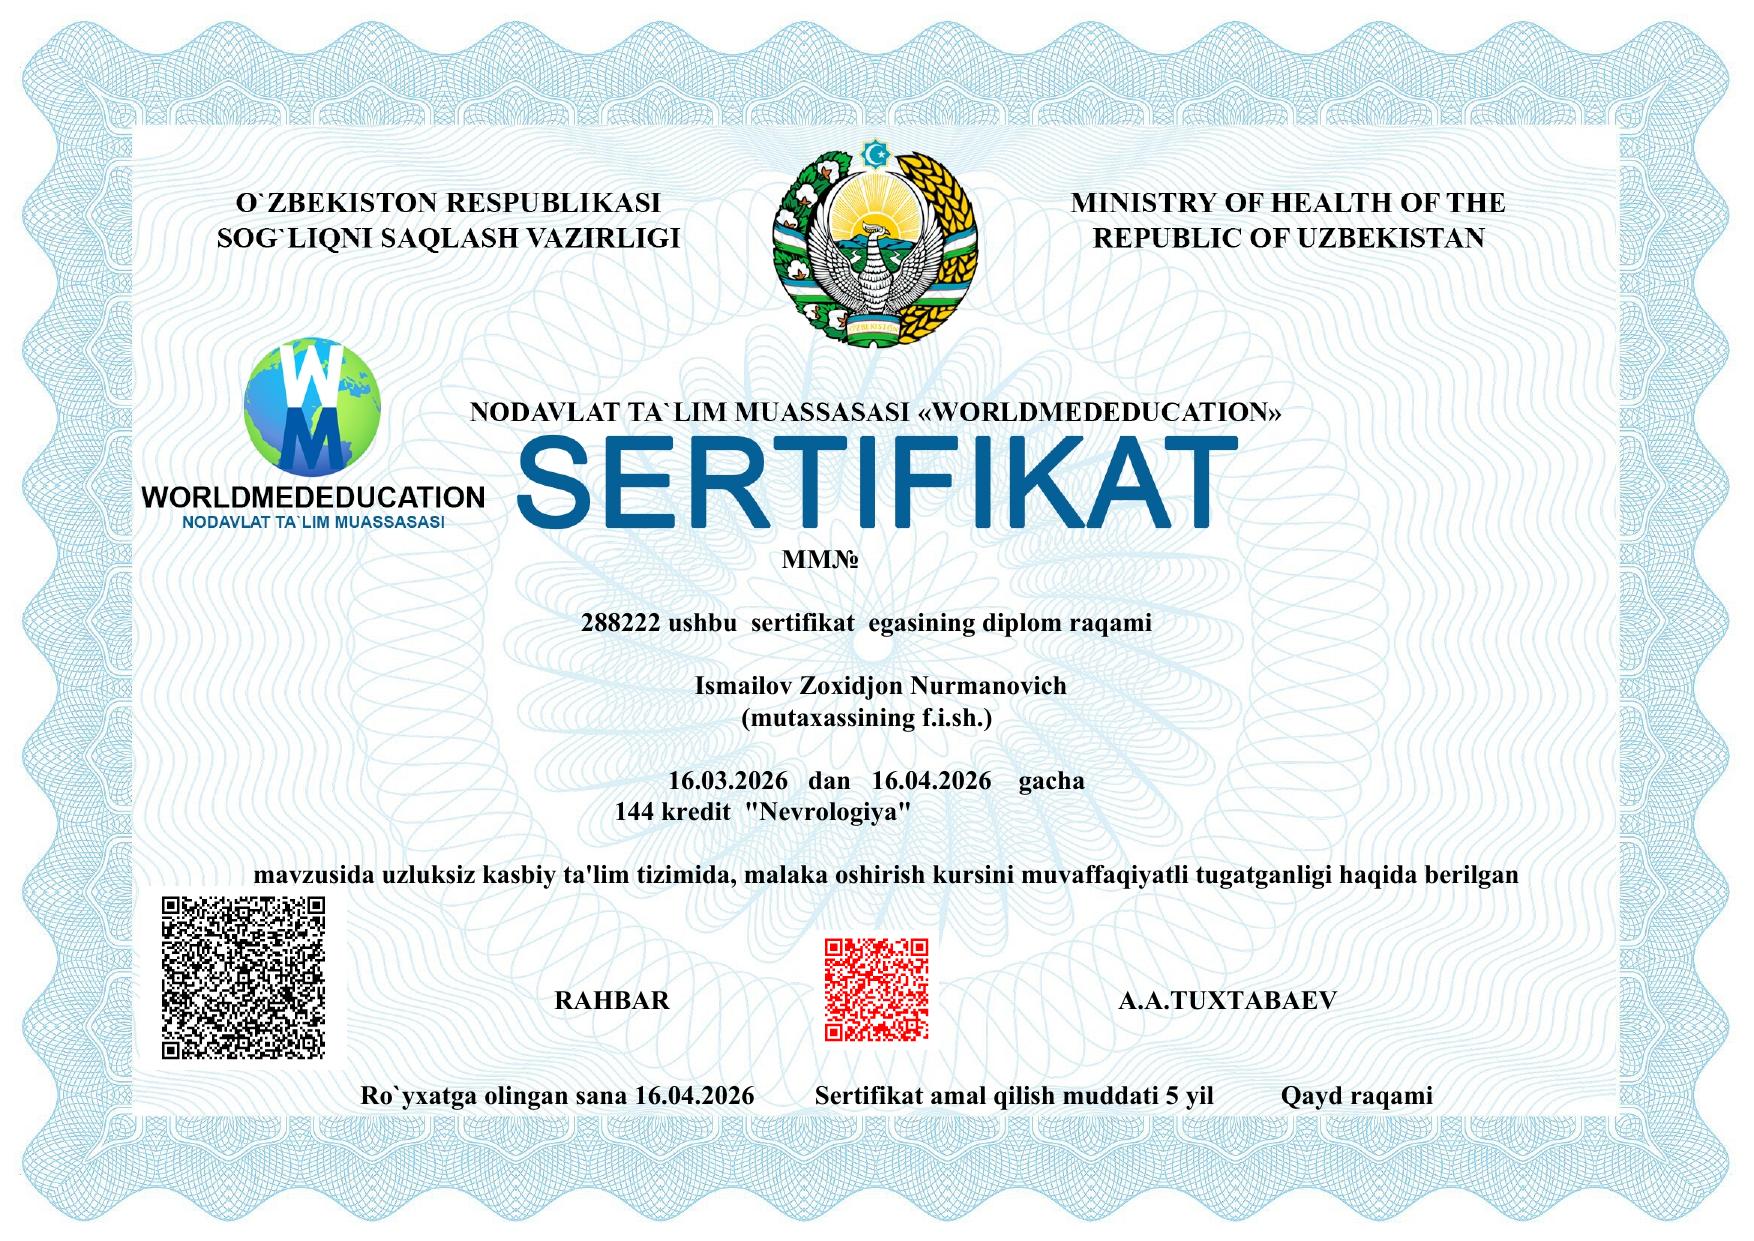 O`ZBEKISTON RESPUBLIKASI
SOG`LIQNI SAQLASH VAZIRLIGI
MINISTRY OF HEALTH OF THE
REPUBLIC OF UZBEKISTAN
O'ZBEKISTON
WM
WORLDMEDEDUCATION
NODAVLAT TA`LIM MUASSASASI
NODAVLAT TA`LIM MUASSASASI «WORLDMEDEDUCATION»
SERTIFIKAT
MM№
288222 ushbu sertifikat egasining diplom raqami
Ismailov Zoxidjon Nurmanovich
(mutaxassining f.i.sh.)
16.03.2026 dan 16.04.2026 gacha
144 kredit "Nevrologiya"
mavzusida uzluksiz kasbiy ta'lim tizimida, malaka oshirish kursini muvaffaqiyatli tugatganligi haqida berilgan
RAHBAR
A.A.TUXTABAEV
Ro`yxatga olingan sana 16.04.2026 Sertifikat amal qilish muddati 5 yil Qayd raqami